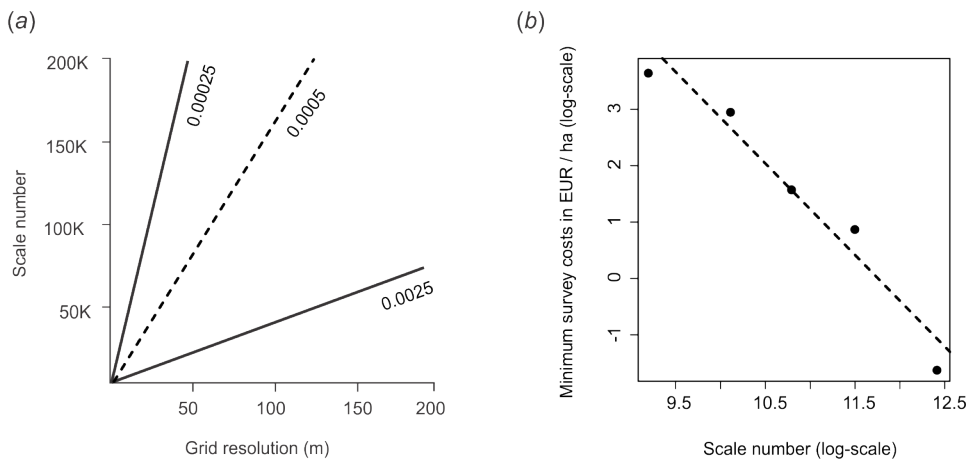 (a)
200K
150K
100K
50K
Scale number
0.00025
0.0005
0.0025
50 100 150 200
Grid resolution (m)
(b)
Minimum survey costs in EUR / ha (log-scale)
3
2
1
0
-1
9.5 10.5 11.5 12.5
Scale number (log-scale)